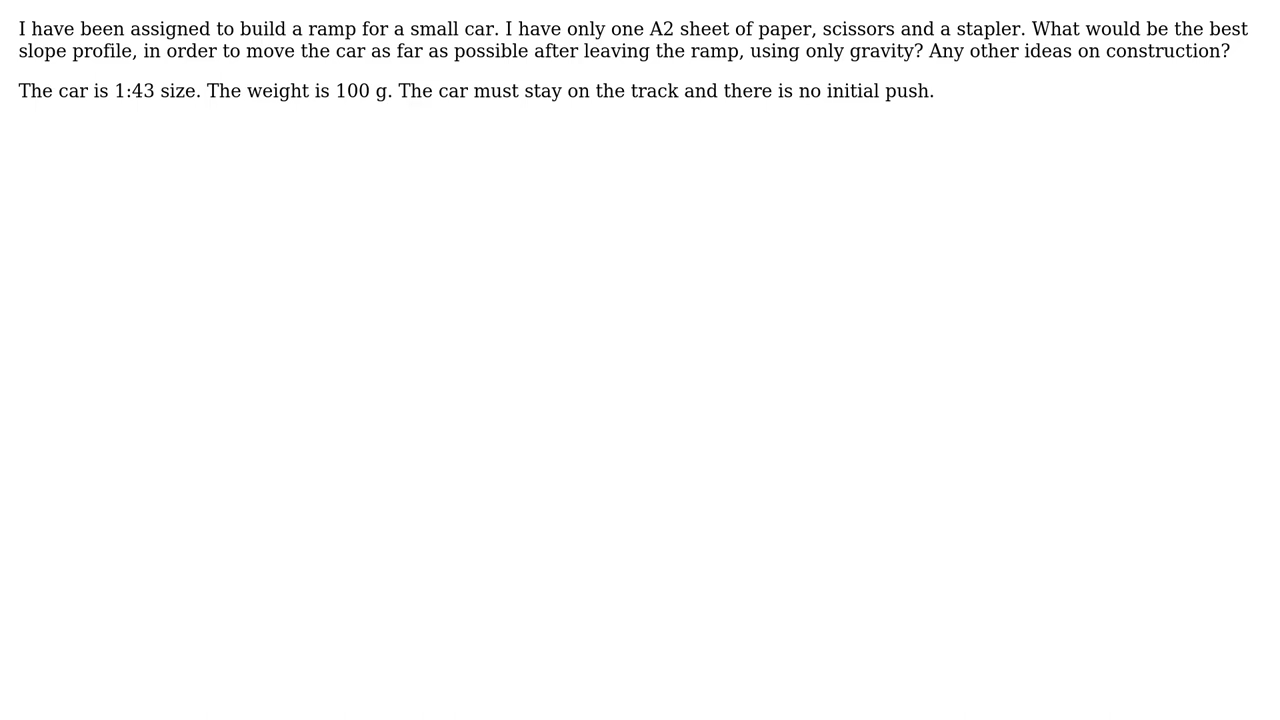 I have been assigned to build a ramp for a small car. I have only one A2 sheet of paper, scissors and a stapler. What would be the best
slope profile, in order to move the car as far as possible after leaving the ramp, using only gravity? Any other ideas on construction?
The car is 1:43 size. The weight is 100 g. The car must stay on the track and there is no initial push.